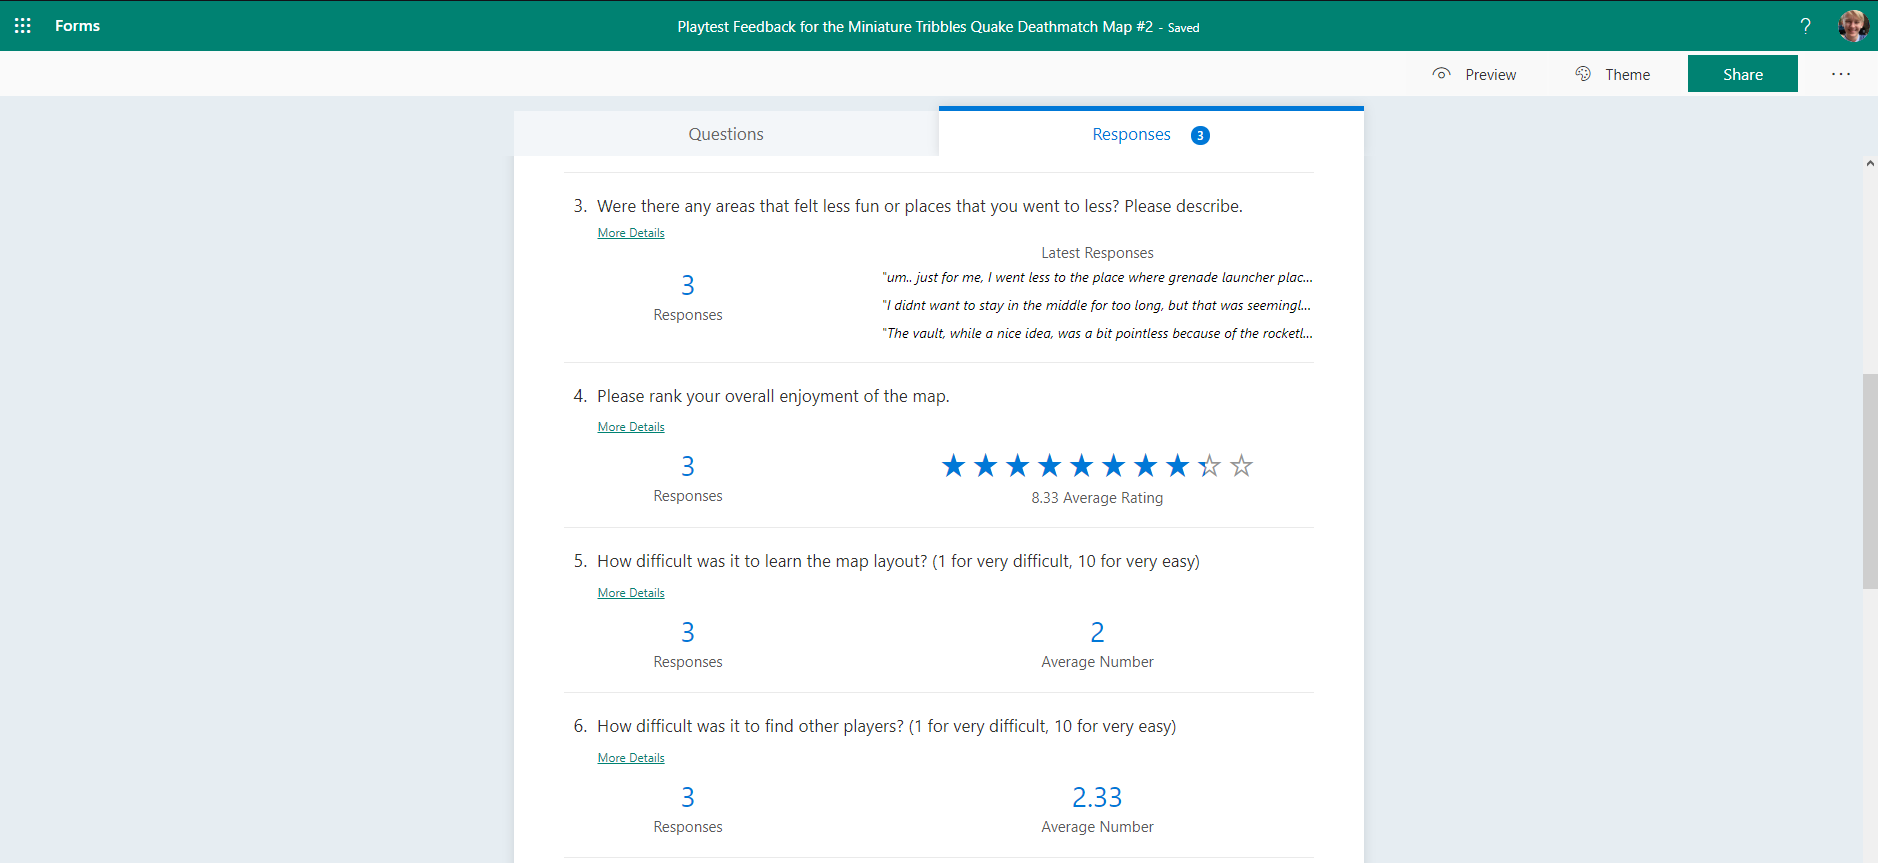 Forms
Playtest Feedback for the Miniature Tribbles Quake Deathmatch Map #2 - Saved
?
Preview
Theme
Share
...
Questions
Responses 3
3. Were there any areas that felt less fun or places that you went to less? Please describe.
More Details
3
Responses
Latest Responses
"um.. just for me, I went less to the place where grenade launcher plac...
"I didnt want to stay in the middle for too long, but that was seemingl...
"The vault, while a nice idea, was a bit pointless because of the rocketl...
4. Please rank your overall enjoyment of the map.
More Details
3
Responses
8.33 Average Rating
5. How difficult was it to learn the map layout? (1 for very difficult, 10 for very easy)
More Details
3
Responses
2
Average Number
6. How difficult was it to find other players? (1 for very difficult, 10 for very easy)
More Details
3
Responses
2.33
Average Number